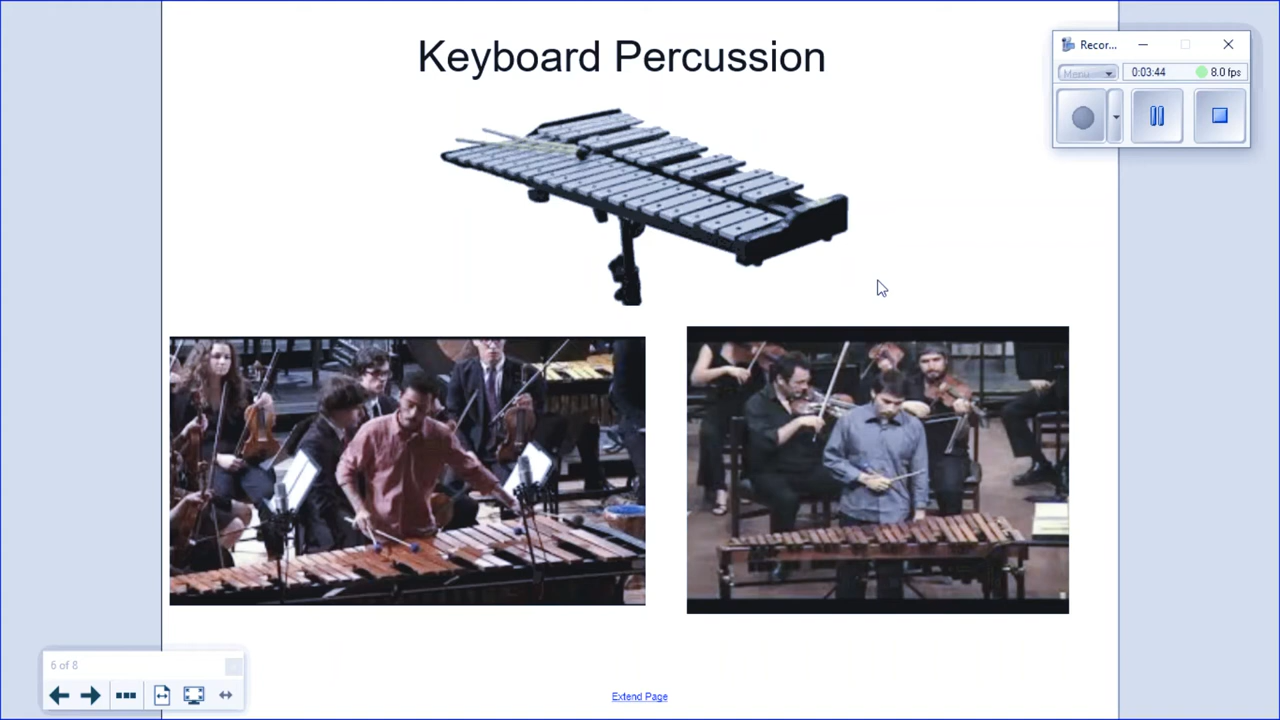 Keyboard Percussion
Recor...
Menu
0:03:44
8.0 fps
6 of 8
Extend Page